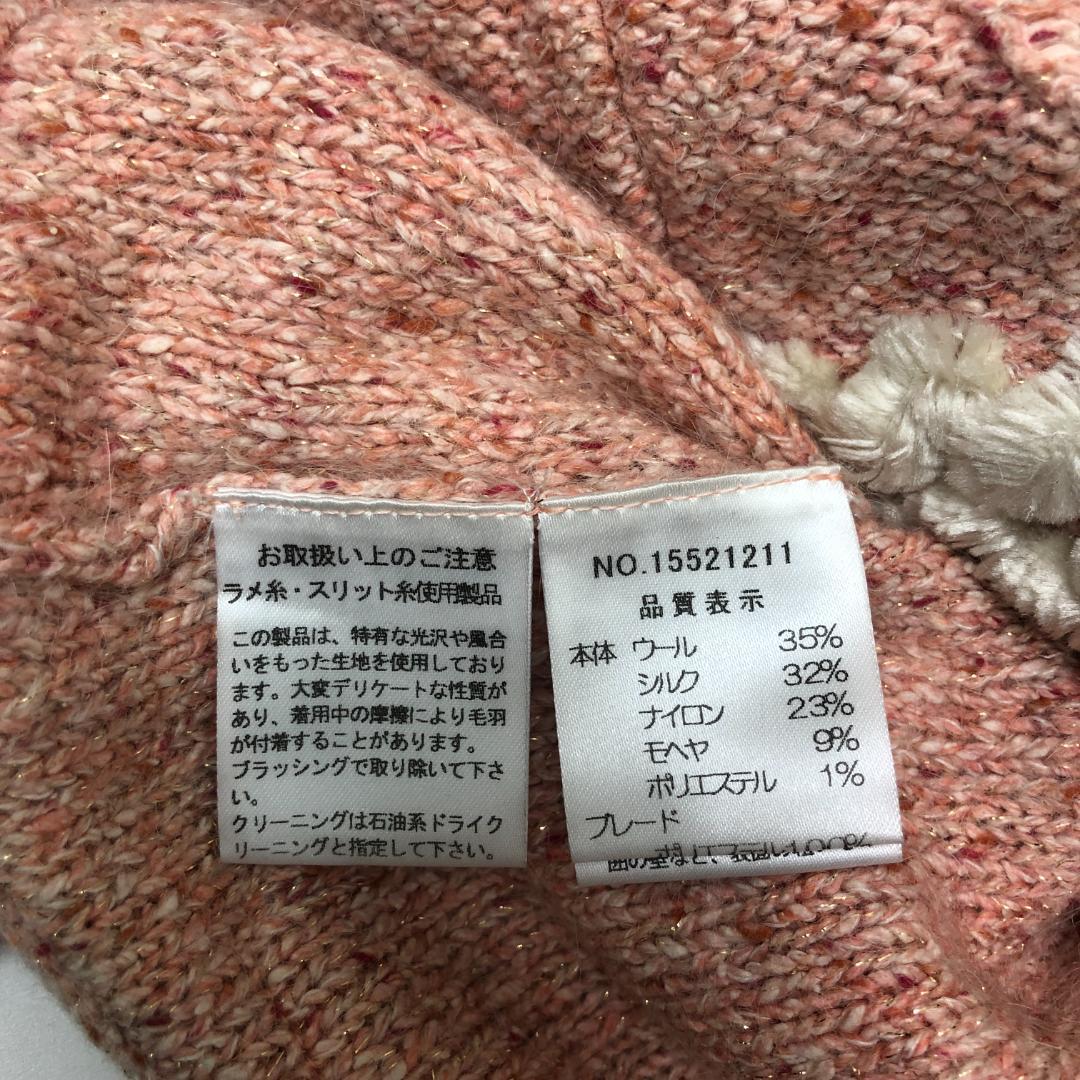 お取扱い上のご注意
ラメ糸・スリット糸使用製品
この製品は、特有な光沢や風合
いをもった生地を使用しており
ます。大変デリケートな性質が
あり、着用中の摩擦により毛羽
が付着することがあります。
ブラッシングで取り除いて下さ
い。
クリーニングは石油系ドライク
リーニングと指定して下さい。
NO.15521211
品質表示
本体 ウール 35%
シルク 32%
ナイロン 23%
モヘヤ 9%
ポリエステル 1%
ブレード
ポリエステル 100%